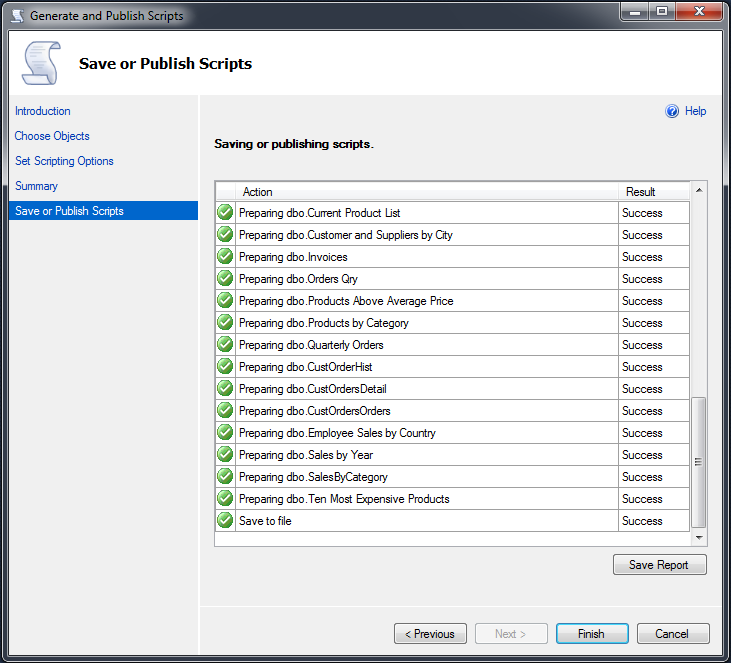 Generate and Publish Scripts
Save or Publish Scripts
Introduction
Choose Objects
Set Scripting Options
Summary
Save or Publish Scripts
Help
Saving or publishing scripts.
Action Result
Preparing dbo.Current Product List Success
Preparing dbo.Customer and Suppliers by City Success
Preparing dbo.Invoices Success
Preparing dbo.Orders Qry Success
Preparing dbo.Products Above Average Price Success
Preparing dbo.Products by Category Success
Preparing dbo.Quarterly Orders Success
Preparing dbo.CustOrderHist Success
Preparing dbo.CustOrdersDetail Success
Preparing dbo.CustOrdersOrders Success
Preparing dbo.Employee Sales by Country Success
Preparing dbo.Sales by Year Success
Preparing dbo.SalesByCategory Success
Preparing dbo.Ten Most Expensive Products Success
Save to file Success
Save Report
< Previous Next > Finish Cancel